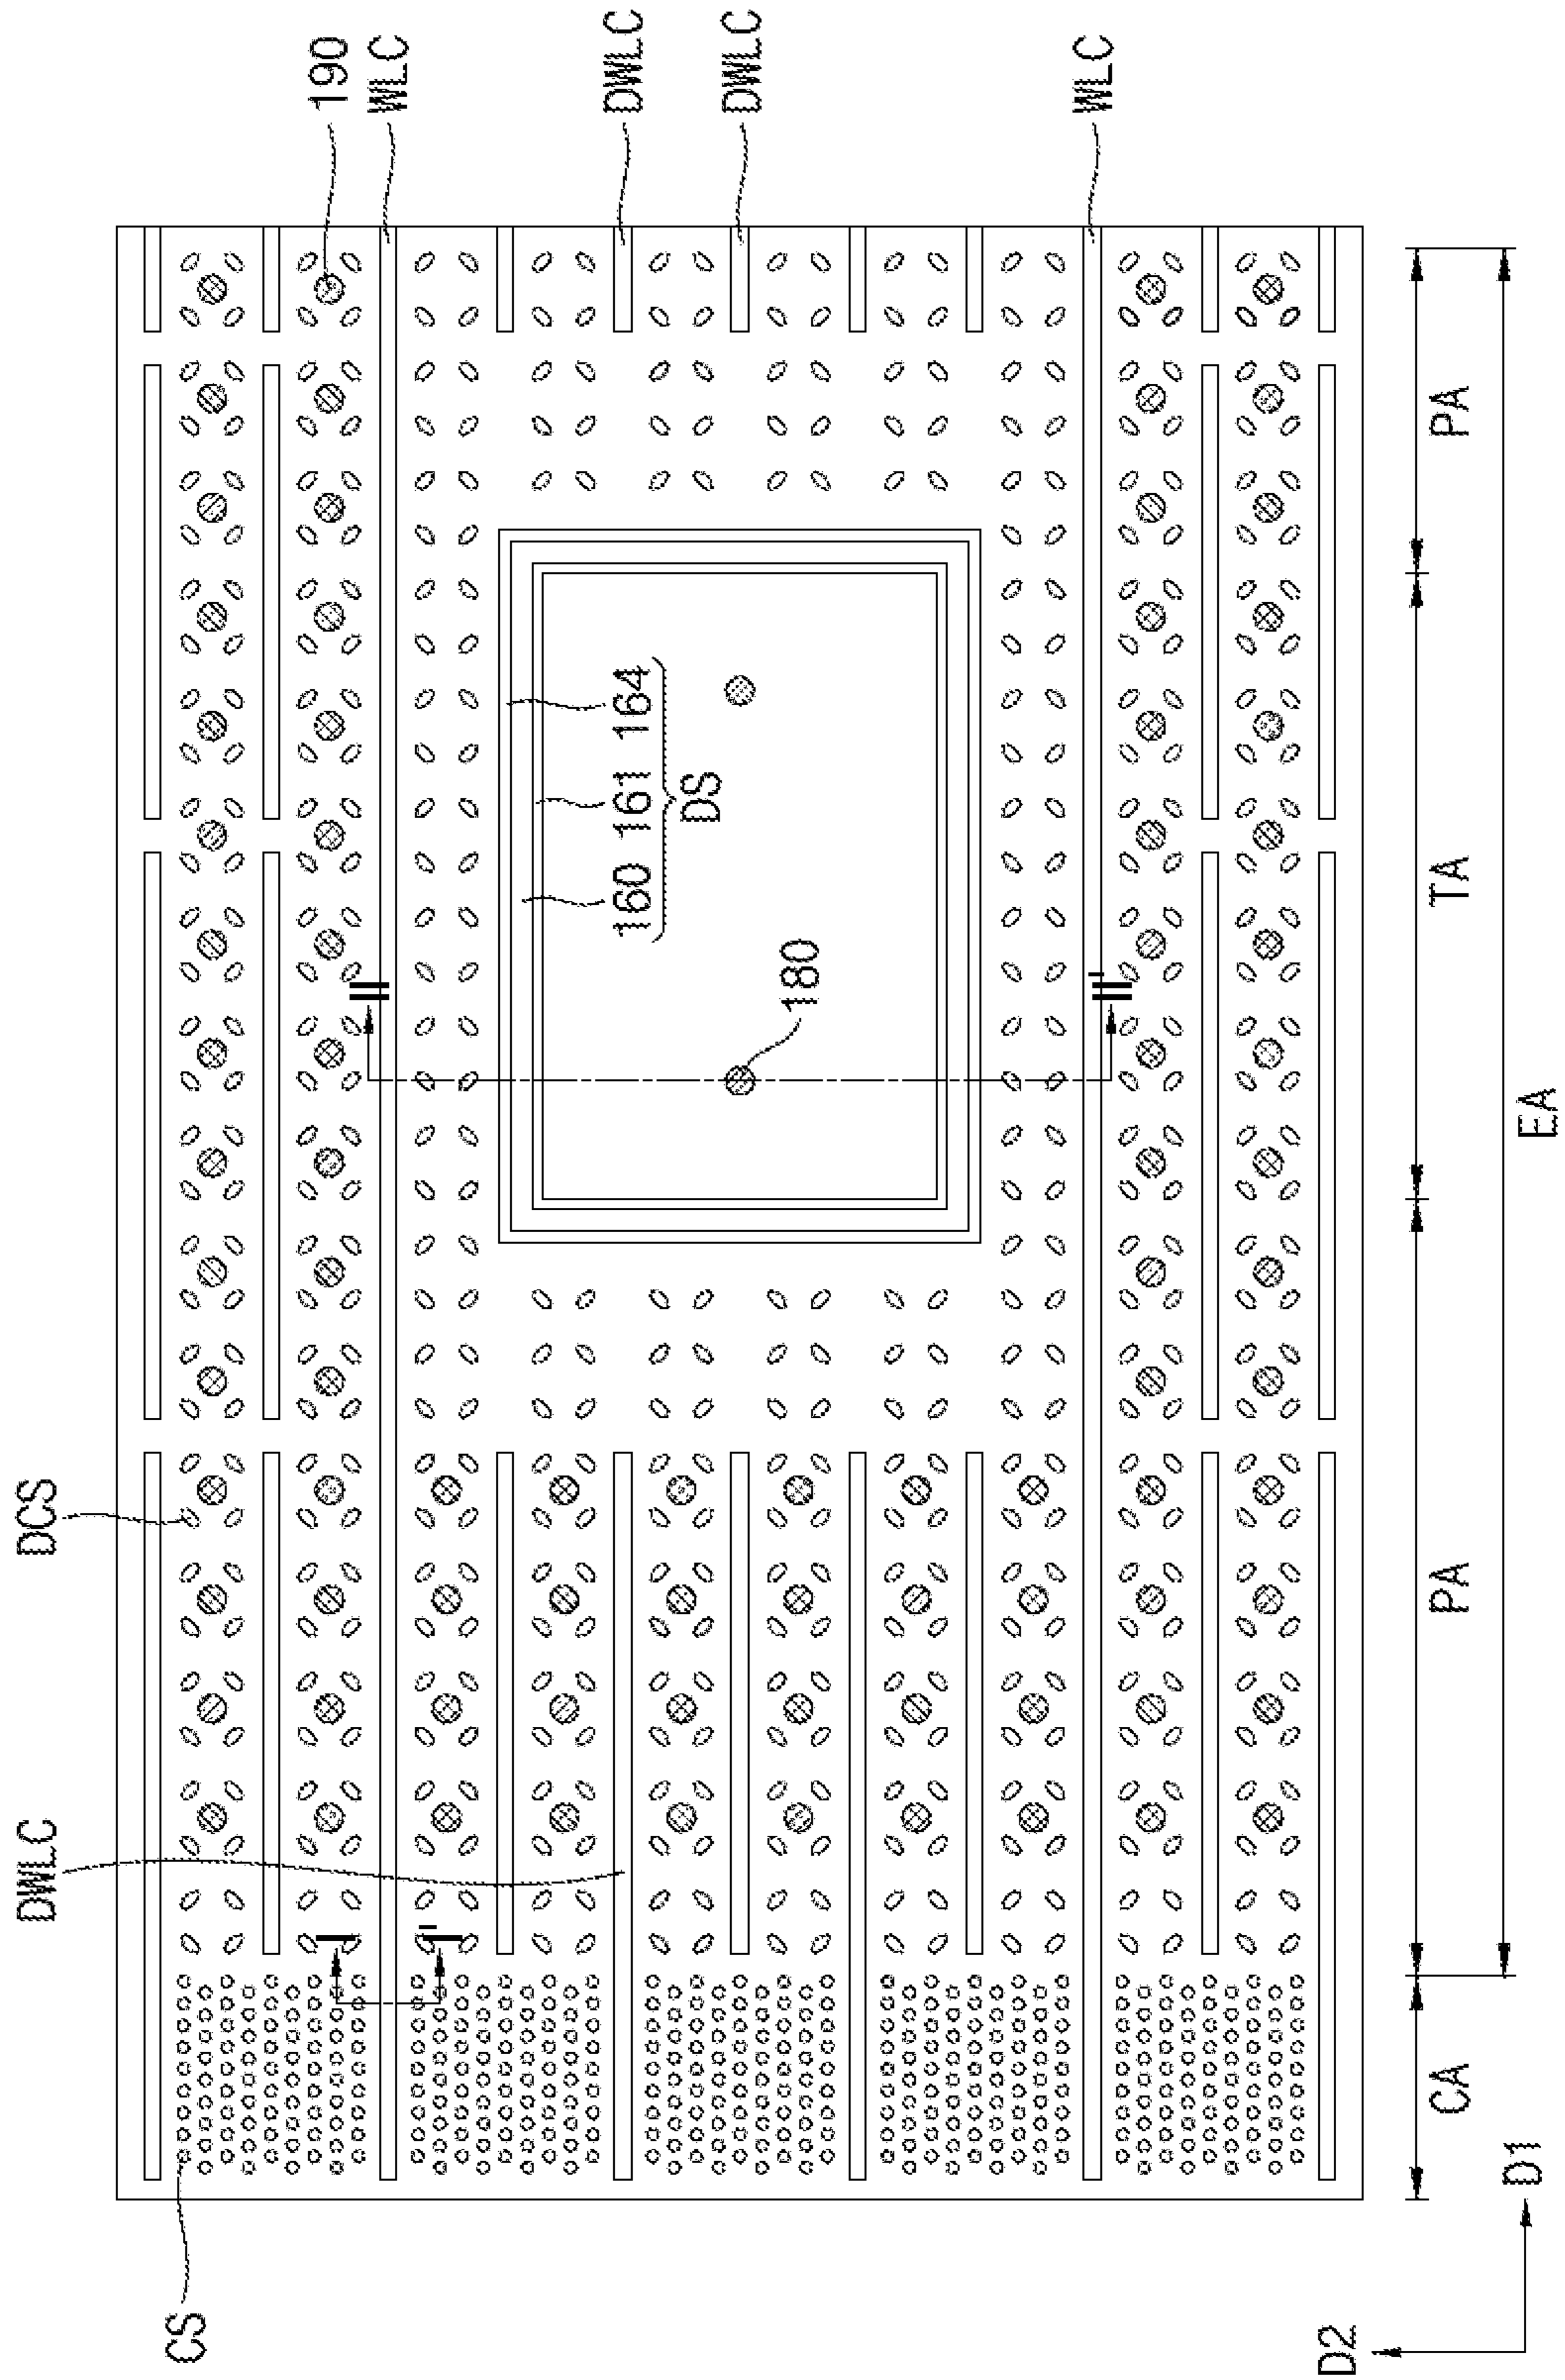 DWLC
DCS
CS
190
I
II
WLC
I'
160 161 164
DWLC
DS
DWLC
180
WLC
II'
D2
CA PA TA PA
D1
EA